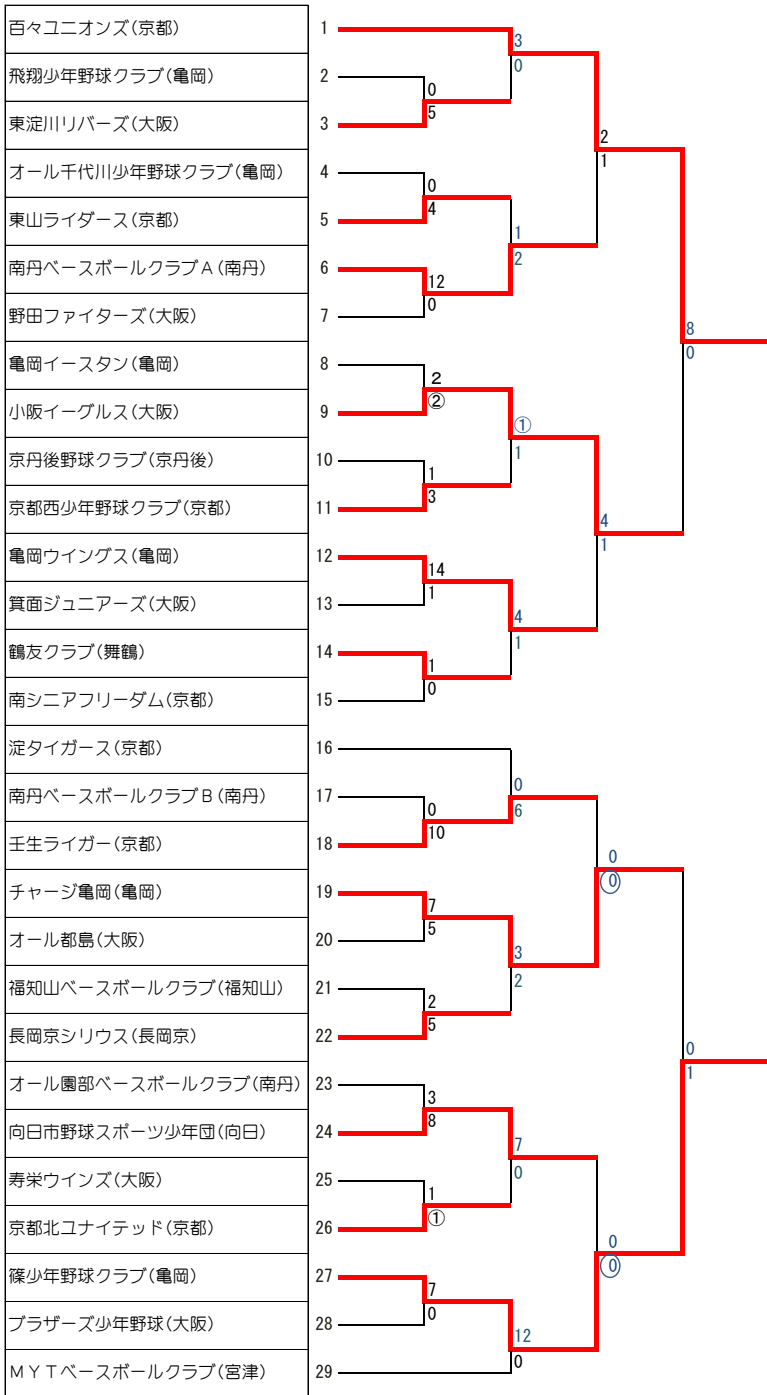 百々ユニオンズ(京都) 1 3
0
飛翔少年野球クラブ(亀岡) 2 0
東淀川リバーズ(大阪) 3 5
2
1
オール千代川少年野球クラブ(亀岡) 4 0
東山ライダース(京都) 5 4
1
2
南丹ベースボールクラブA(南丹) 6 12
野田ファイターズ(大阪) 7 0
8
0
亀岡イースタン(亀岡) 8 2
小阪イーグルス(大阪) 9 ②
①
1
京丹後野球クラブ(京丹後) 10 1
京都西少年野球クラブ(京都) 11 3
4
1
亀岡ウイングス(亀岡) 12 14
箕面ジュニアーズ(大阪) 13 1
4
1
鶴友クラブ(舞鶴) 14 1
南シニアフリーダム(京都) 15 0
淀タイガース(京都) 16 0
6
南丹ベースボールクラブB(南丹) 17 0
壬生ライガー(京都) 18 10
0
⓪
チャージ亀岡(亀岡) 19 7
オール都島(大阪) 20 5
3
2
福知山ベースボールクラブ(福知山) 21 2
長岡京シリウス(長岡京) 22 5
0
1
オール園部ベースボールクラブ(南丹) 23 3
向日市野球スポーツ少年団(向日) 24 8
7
0
寿栄ウインズ(大阪) 25 1
京都北ユナイテッド(京都) 26 ①
0
⓪
篠少年野球クラブ(亀岡) 27 7
ブラザーズ少年野球(大阪) 28 0
12
0
MYTベースボールクラブ(宮津) 29